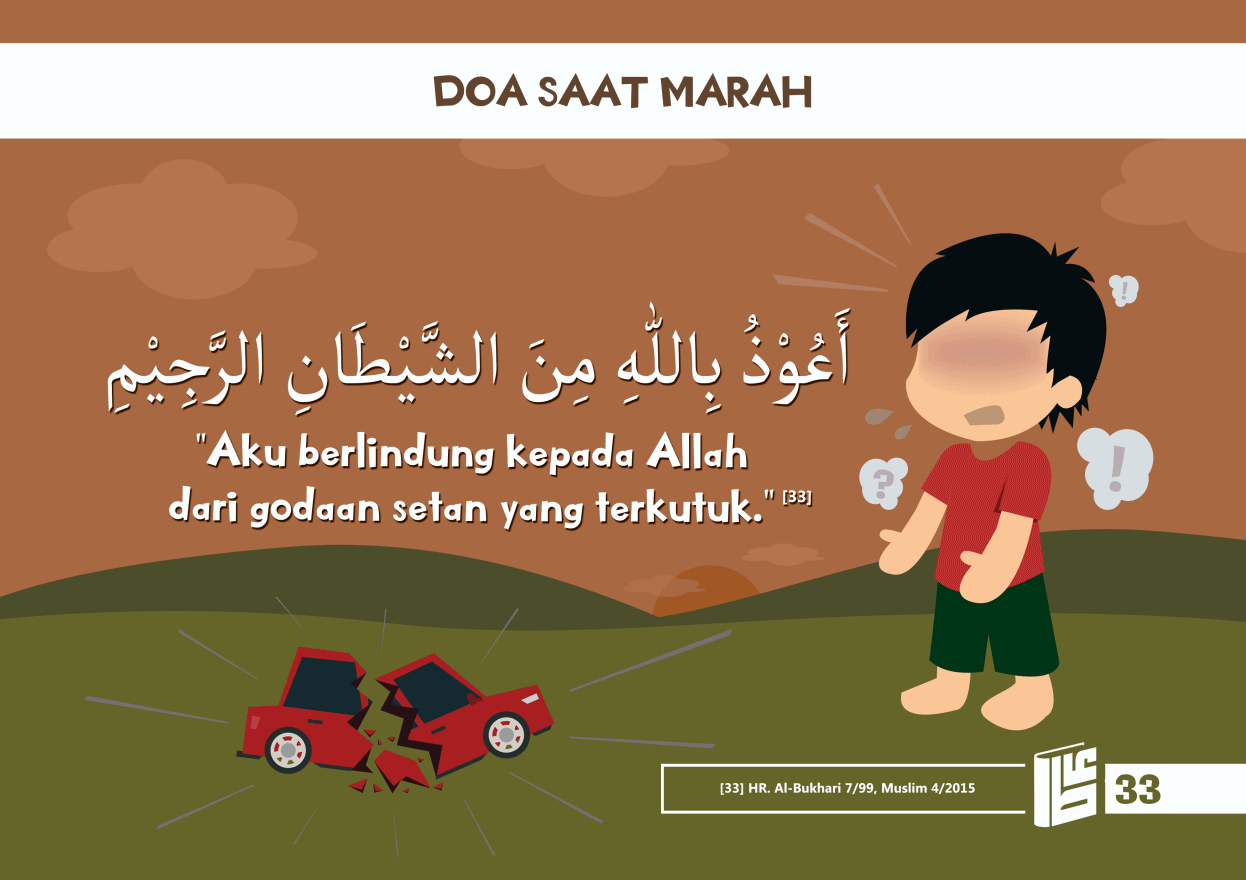 DOA SAAT MARAH
أَعُوْذُ بِاللّٰهِ مِنَ الشَّيْطَانِ الرَّجِيْمِ
"Aku berlindung kepada Allah
dari godaan setan yang terkutuk." [33]
!
!
?
[33] HR. Al-Bukhari 7/99, Muslim 4/2015
33